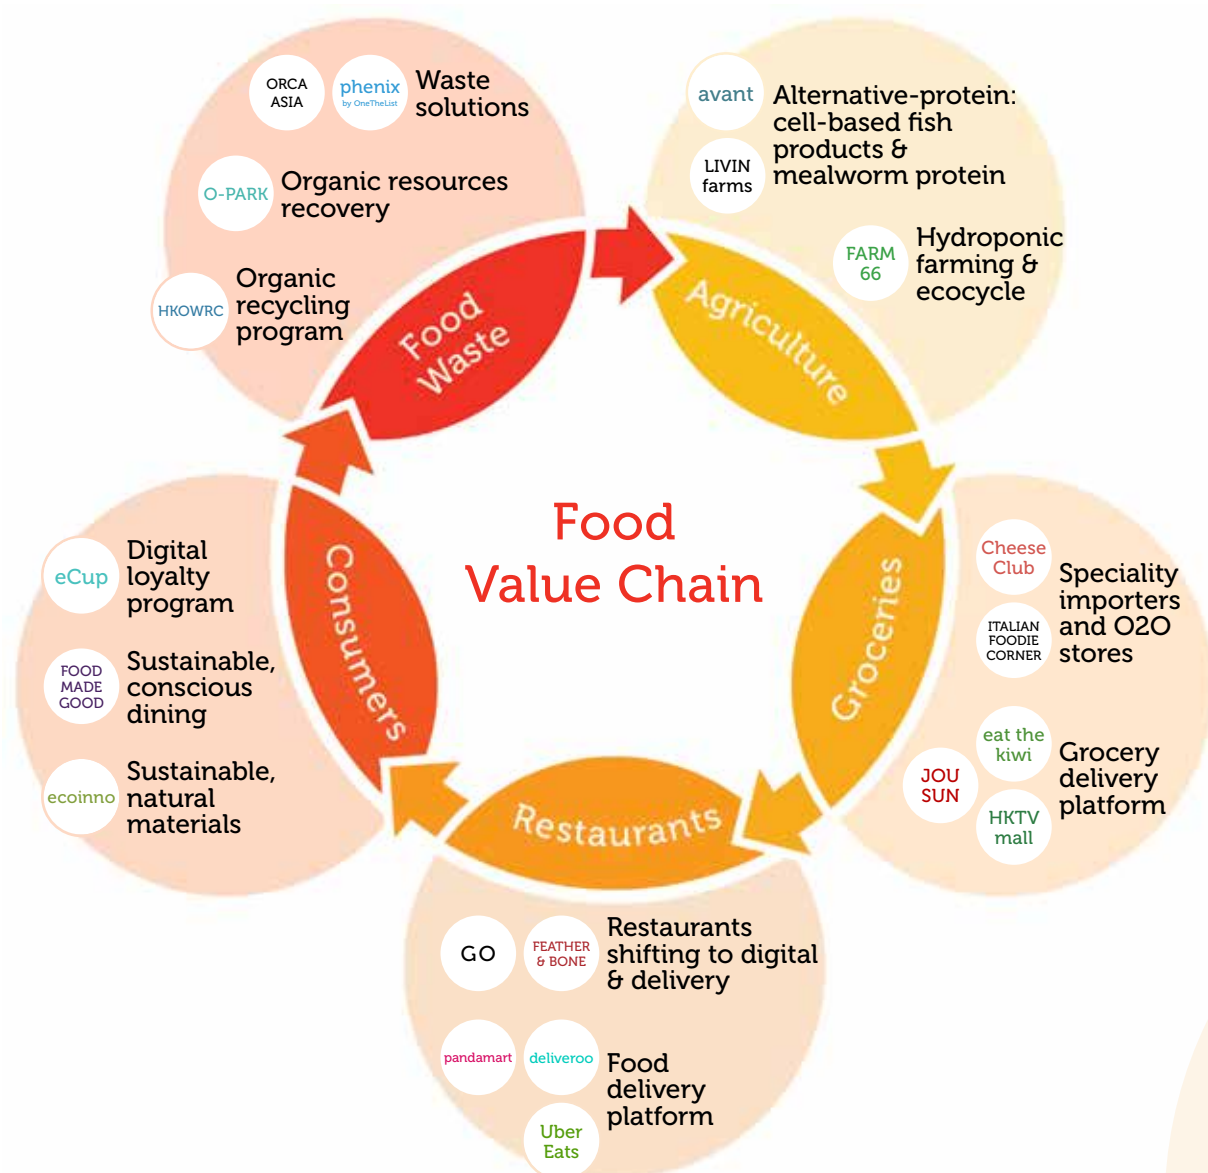 ORCA
ASIA
phenix
by OneTheList
Waste
solutions
O-PARK
Organic resources
recovery
HKOWRC
Organic
recycling
program
Food
Waste
avant
LIVIN
farms
Alternative-protein:
cell-based fish
products &
mealworm protein
FARM
66
Hydroponic
farming &
ecocycle
Agriculture
Food
Value Chain
Cheese
Club
ITALIAN
FOODIE
CORNER
Speciality
importers
and O2O
stores
eat the
kiwi
JOU
SUN
HKTV
mall
Grocery
delivery
platform
Groceries
Restaurants
GO
FEATHER
& BONE
Restaurants
shifting to digital
& delivery
pandamart
deliveroo
Uber
Eats
Food
delivery
platform
Consumers
eCup
Digital
loyalty
program
FOOD
MADE
GOOD
Sustainable,
conscious
dining
ecoinno
Sustainable,
natural
materials